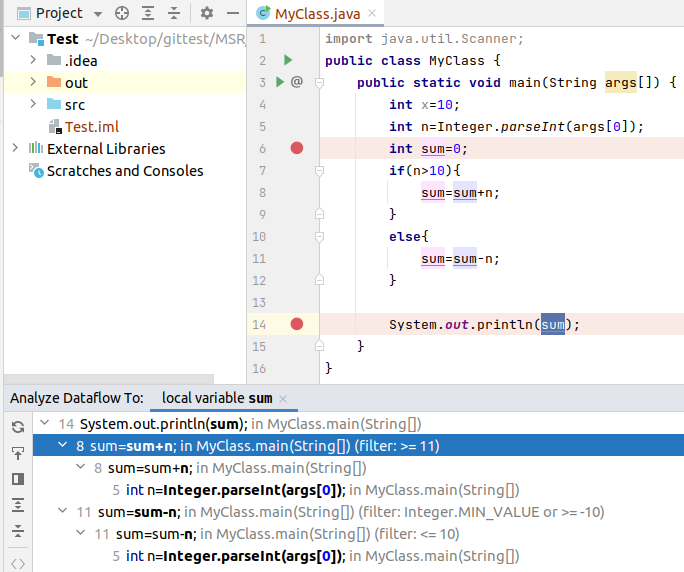 Project
MyClass.java
Test ~/Desktop/gittest/MSR
.idea
out
src
Test.iml
External Libraries
Scratches and Consoles
1 import java.util.Scanner;
2 public class MyClass {
3 @ public static void main(String args[]) {
4 int x=10;
5 int n=Integer.parseInt(args[0]);
6 int sum=0;
7 if(n>10){
8 sum=sum+n;
9 }
10 else{
11 sum=sum-n;
12 }
13
14 System.out.println(sum);
15 }
16 }
Analyze Dataflow To: local variable sum
14 System.out.println(sum); in MyClass.main(String[])
8 sum=sum+n; in MyClass.main(String[]) (filter: >= 11)
8 sum=sum+n; in MyClass.main(String[])
5 int n=Integer.parseInt(args[0]); in MyClass.main(String[])
11 sum=sum-n; in MyClass.main(String[]) (filter: Integer.MIN_VALUE or >= -10)
11 sum=sum-n; in MyClass.main(String[]) (filter: <= 10)
5 int n=Integer.parseInt(args[0]); in MyClass.main(String[])